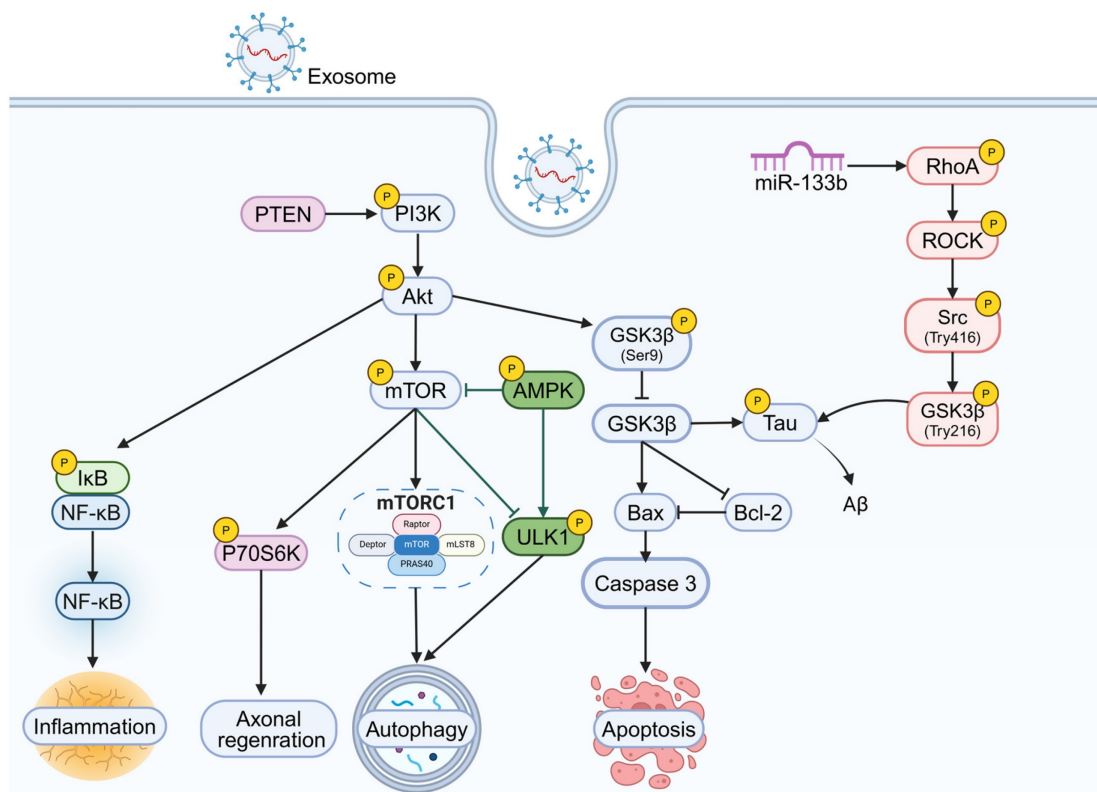 Exosome
miR-133b
P
RhoA
PTEN
P
PI3K
P
ROCK
P
Akt
P
GSK3β
(Ser9)
P
Src
(Try416)
P
mTOR
P
AMPK
GSK3β
P
Tau
P
GSK3β
(Try216)
P
IκB
NF-κB
Aβ
mTORC1
Raptor
Deptor
mTOR
mLST8
PRAS40
P
ULK1
Bax
Bcl-2
P
P70S6K
NF-κB
Caspase 3
Inflammation
Axonal
regenration
Autophagy
Apoptosis